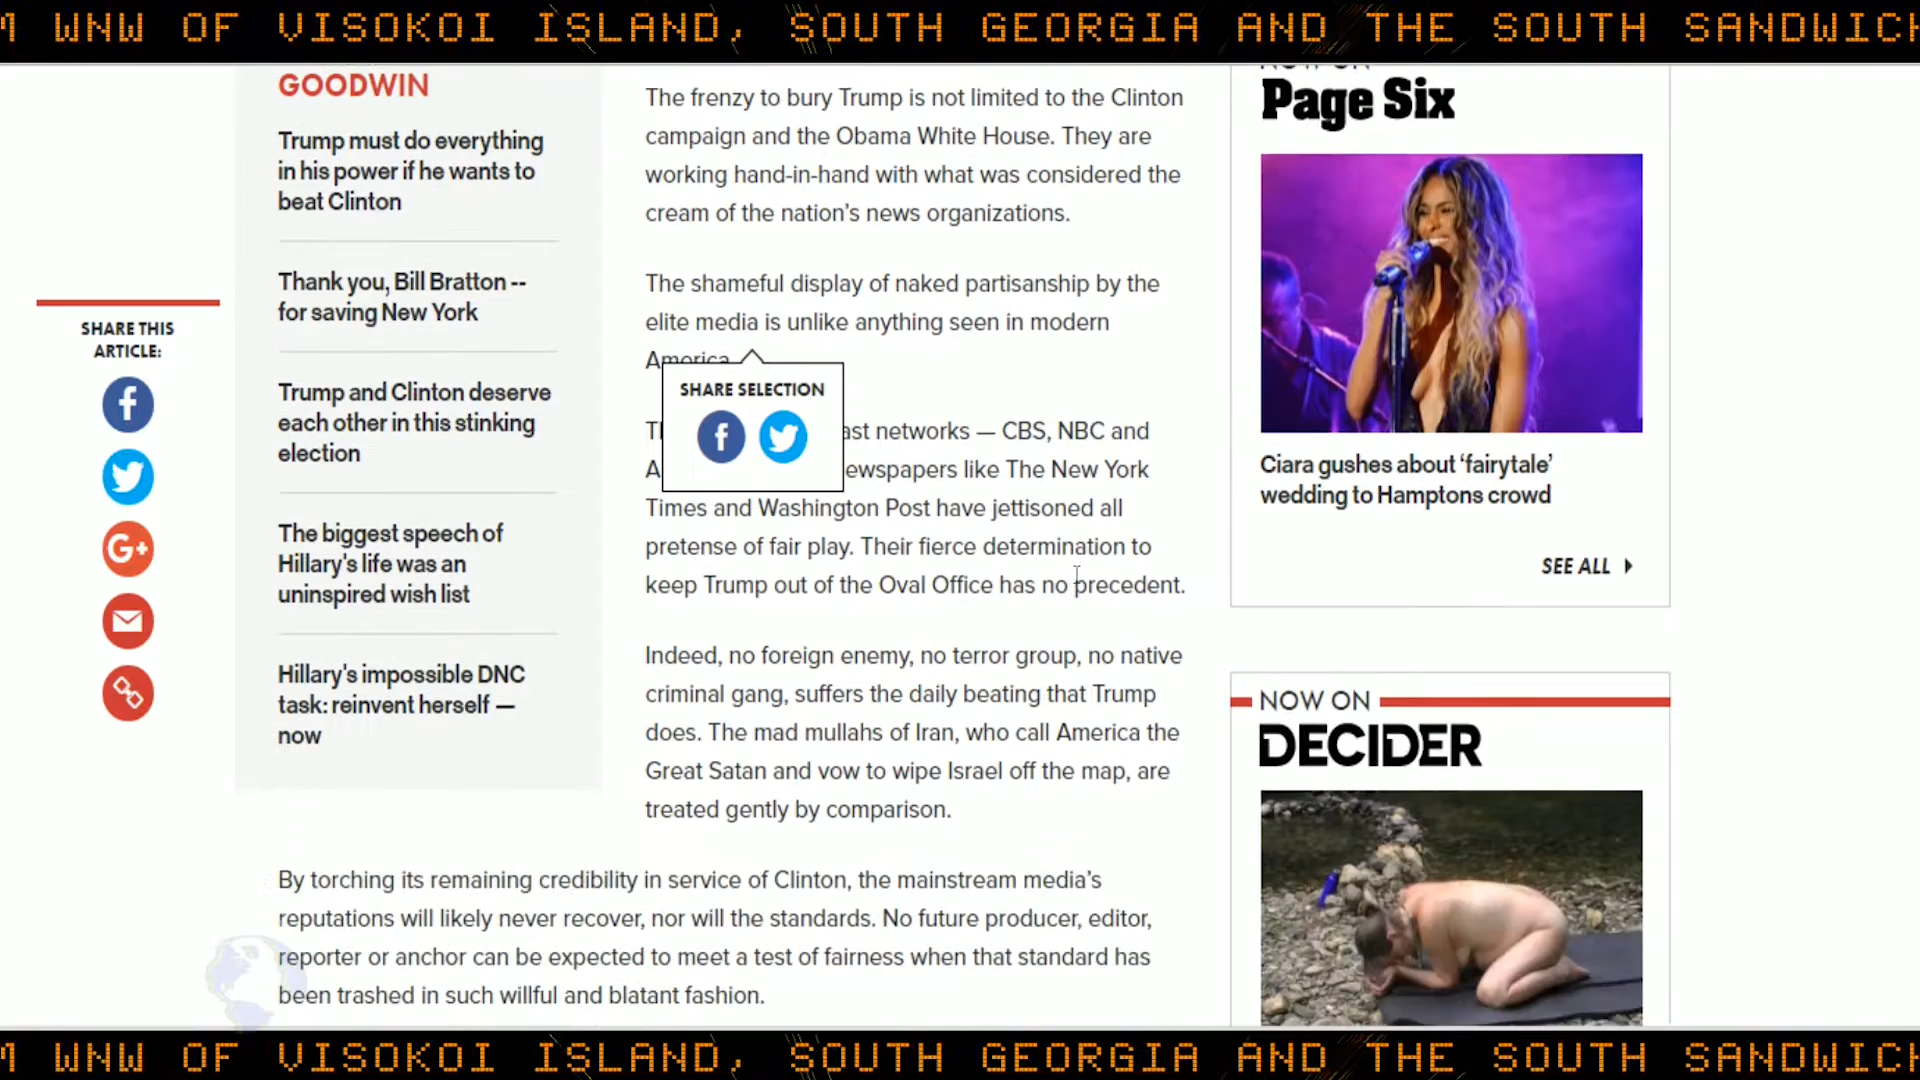 M WNW OF VISOKOI ISLAND, SOUTH GEORGIA AND THE SOUTH SANDWICH
GOODWIN
Trump must do everything
in his power if he wants to
beat Clinton
Thank you, Bill Bratton --
for saving New York
Trump and Clinton deserve
each other in this stinking
election
The biggest speech of
Hillary's life was an
uninspired wish list
Hillary's impossible DNC
task: reinvent herself —
now
SHARE THIS
ARTICLE:
The frenzy to bury Trump is not limited to the Clinton
campaign and the Obama White House. They are
working hand-in-hand with what was considered the
cream of the nation’s news organizations.
The shameful display of naked partisanship by the
elite media is unlike anything seen in modern
America
SHARE SELECTION
networks — CBS, NBC and
like The New York
Times and Washington Post have jettisoned all
pretense of fair play. Their fierce determination to
keep Trump out of the Oval Office has no precedent.
Indeed, no foreign enemy, no terror group, no native
criminal gang, suffers the daily beating that Trump
does. The mad mullahs of Iran, who call America the
Great Satan and vow to wipe Israel off the map, are
treated gently by comparison.
By torching its remaining credibility in service of Clinton, the mainstream media’s
reputations will likely never recover, nor will the standards. No future producer, editor,
reporter or anchor can be expected to meet a test of fairness when that standard has
been trashed in such willful and blatant fashion.
NOW ON
Page Six
Ciara gushes about ‘fairytale’
wedding to Hamptons crowd
SEE ALL
NOW ON
DECIDER
M WNW OF VISOKOI ISLAND, SOUTH GEORGIA AND THE SOUTH SANDWICH